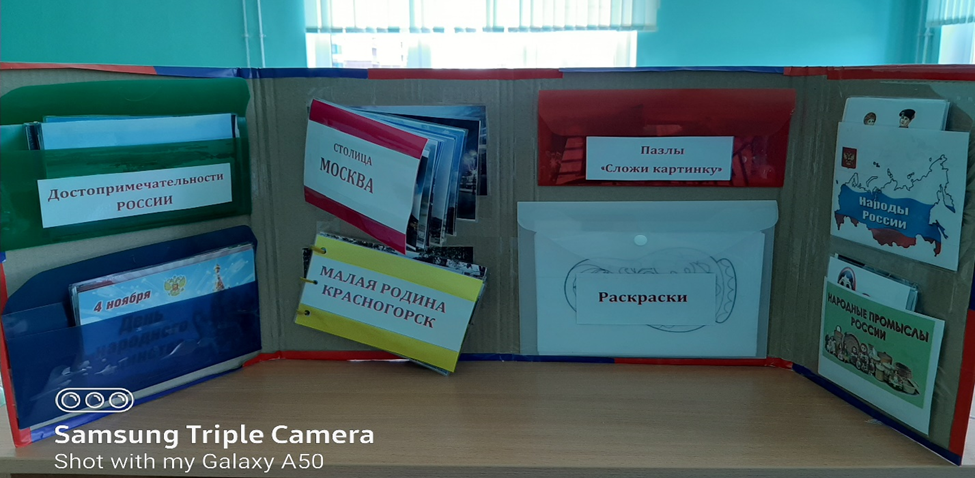 Достопримечательности
РОССИИ
4 ноября
День
народного
СТОЛИЦА
МОСКВА
МАЛАЯ РОДИНА
КРАСНОГОРСК
Пазлы
«Сложи картинку»
Раскраски
Народы
России
НАРОДНЫЕ ПРОМЫСЛЫ
РОССИИ
Samsung Triple Camera
Shot with my Galaxy A50